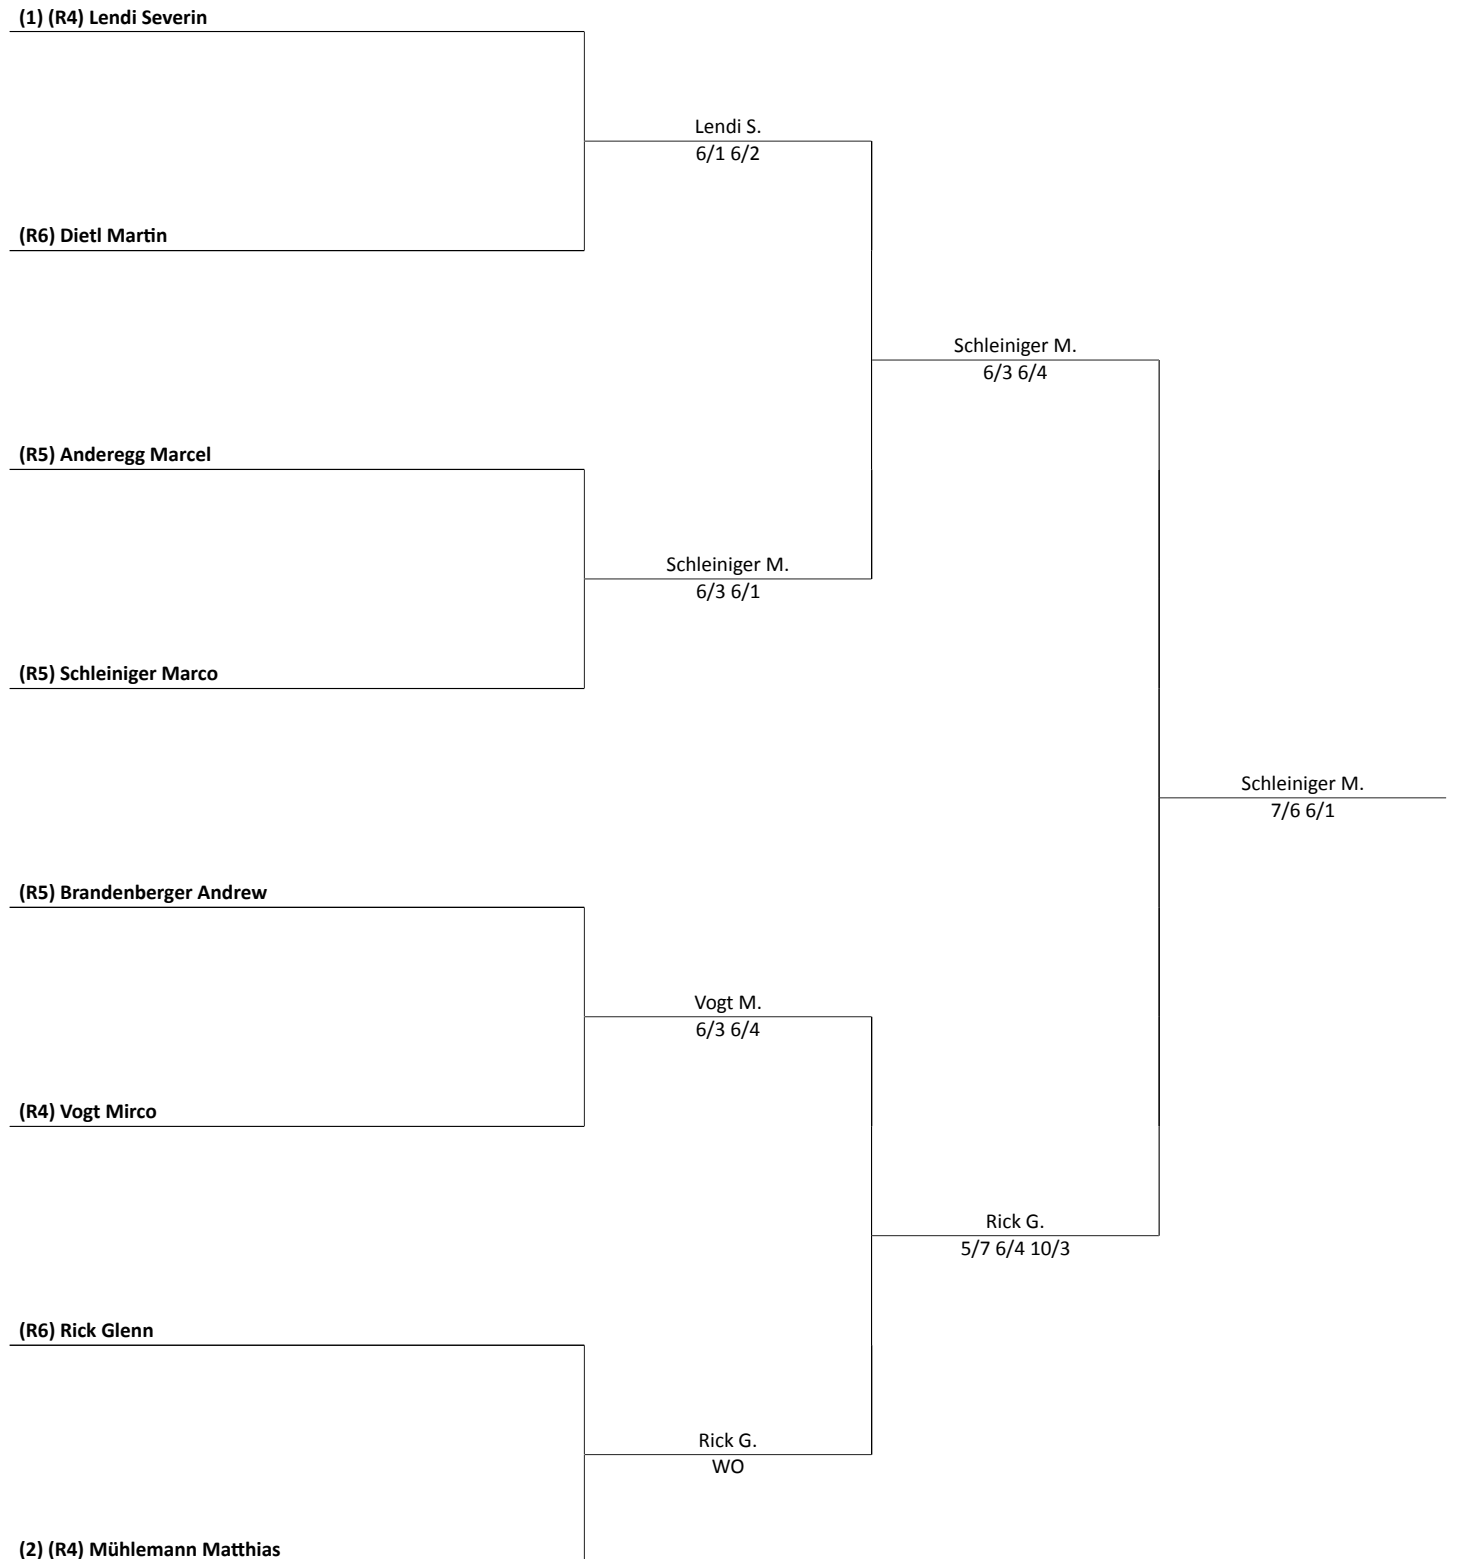 (1) (R4) Lendi Severin
Lendi S.
6/1 6/2
(R6) Dietl Martin
Schleiniger M.
6/3 6/4
(R5) Anderegg Marcel
Schleiniger M.
6/3 6/1
(R5) Schleiniger Marco
Schleiniger M.
7/6 6/1
(R5) Brandenberger Andrew
Vogt M.
6/3 6/4
(R4) Vogt Mirco
Rick G.
5/7 6/4 10/3
(R6) Rick Glenn
Rick G.
WO
(2) (R4) Mühlemann Matthias